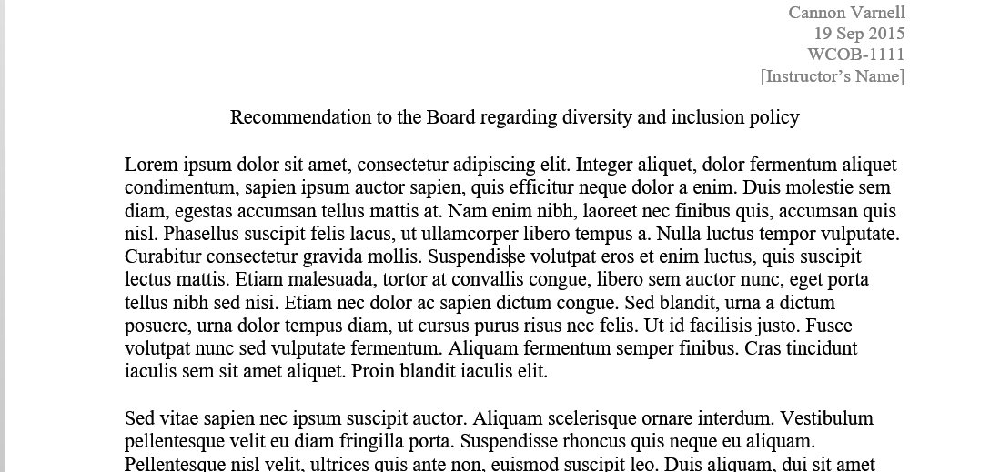 Cannon Varnell
19 Sep 2015
WCOB-1111
[Instructor’s Name]
Recommendation to the Board regarding diversity and inclusion policy
Lorem ipsum dolor sit amet, consectetur adipiscing elit. Integer aliquet, dolor fermentum aliquet
condimentum, sapien ipsum auctor sapien, quis efficitur neque dolor a enim. Duis molestie sem
diam, egestas accumsan tellus mattis at. Nam enim nibh, laoreet nec finibus quis, accumsan quis
nisl. Phasellus suscipit felis lacus, ut ullamcorper libero tempus a. Nulla luctus tempor vulputate.
Curabitur consectetur gravida mollis. Suspendisse volutpat eros et enim luctus, quis suscipit
lectus mattis. Etiam malesuada, tortor at convallis congue, libero sem auctor nunc, eget porta
tellus nibh sed nisi. Etiam nec dolor ac sapien dictum congue. Sed blandit, urna a dictum
posuere, urna dolor tempus diam, ut cursus purus risus nec felis. Ut id facilisis justo. Fusce
volutpat nunc sed vulputate fermentum. Aliquam fermentum semper finibus. Cras tincidunt
iaculis sem sit amet aliquet. Proin blandit iaculis elit.
Sed vitae sapien nec ipsum suscipit auctor. Aliquam scelerisque ornare interdum. Vestibulum
pellentesque velit eu diam fringilla porta. Suspendisse rhoncus quis neque eu aliquam.
Pellentesque nisl velit, ultrices quis ante non, euismod suscipit leo. Duis aliquam, dui sit amet